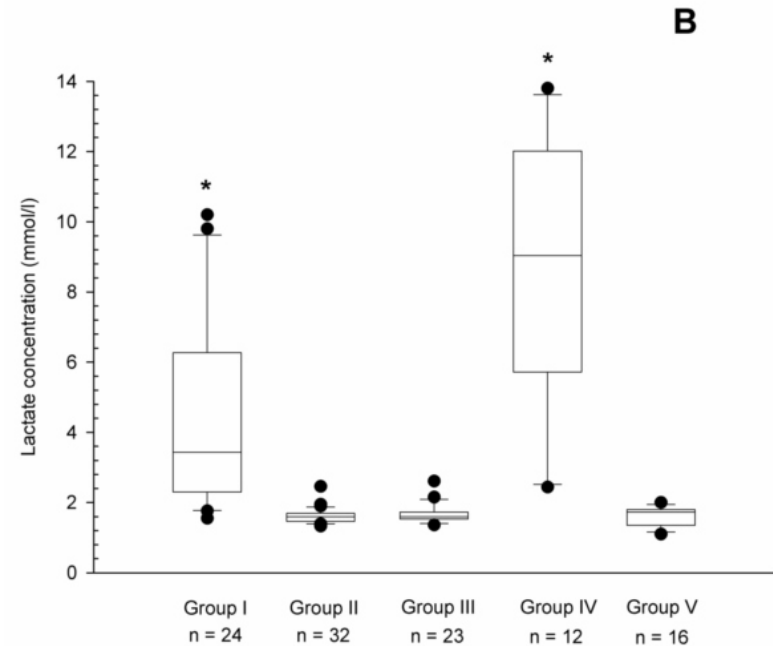 B
*
*
14
12
10
8
6
4
2
0
Lactate concentration (mmol/l)
Group I
n = 24
Group II
n = 32
Group III
n = 23
Group IV
n = 12
Group V
n = 16